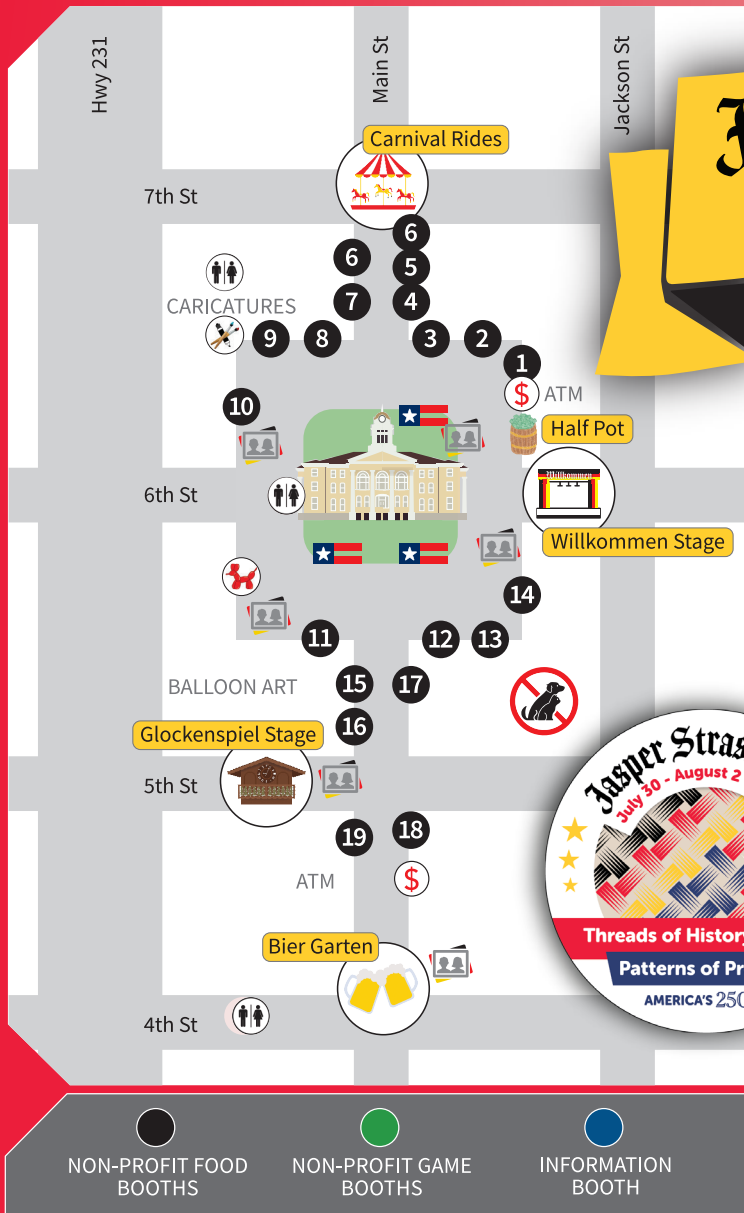 Hwy 231
Main St
Jackson St
Carnival Rides
7th St
6
6
5
7
4
CARICATURES
9
8
3
2
1
$
ATM
10
Half Pot
6th St
Willkommen
Willkommen Stage
14
11
12
13
BALLOON ART
15
17
16
Glockenspiel Stage
5th St
19
18
ATM
$
Bier Garten
4th St
Jasper Stras
July 30 - August 2
Threads of History
Patterns of Pr
AMERICA'S 250
NON-PROFIT FOOD
BOOTHS
NON-PROFIT GAME
BOOTHS
INFORMATION
BOOTH